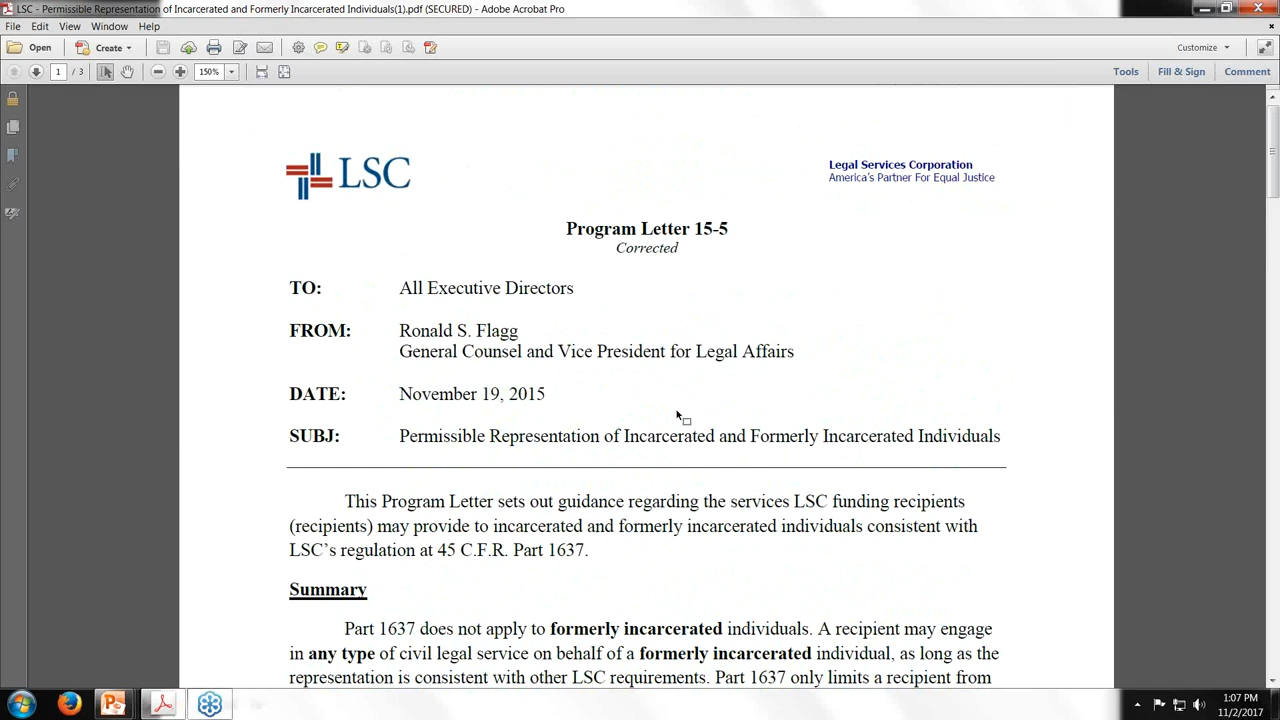 LSC - Permissible Representation of Incarcerated and Formerly Incarcerated Individuals(1).pdf (SECURED) - Adobe Acrobat Pro
File Edit View Window Help
Open Create Customize
1 / 3 150% Tools Fill & Sign Comment
LSC
Legal Services Corporation
America's Partner For Equal Justice
Program Letter 15-5
Corrected
TO: All Executive Directors
FROM: Ronald S. Flagg
General Counsel and Vice President for Legal Affairs
DATE: November 19, 2015
SUBJ: Permissible Representation of Incarcerated and Formerly Incarcerated Individuals
This Program Letter sets out guidance regarding the services LSC funding recipients
(recipients) may provide to incarcerated and formerly incarcerated individuals consistent with
LSC's regulation at 45 C.F.R. Part 1637.
Summary
Part 1637 does not apply to formerly incarcerated individuals. A recipient may engage
in any type of civil legal service on behalf of a formerly incarcerated individual, as long as the
representation is consistent with other LSC requirements. Part 1637 only limits a recipient from
1:07 PM
11/2/2017